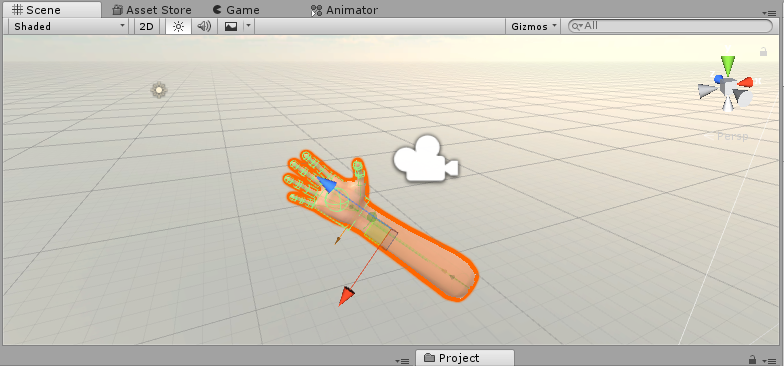 Scene Asset Store Game Animator
Shaded 2D Gizmos All
Persp
Project